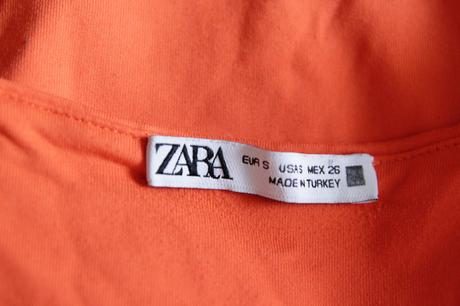 ZARA
EUR S USA S MEX 26
MADE IN TURKEY